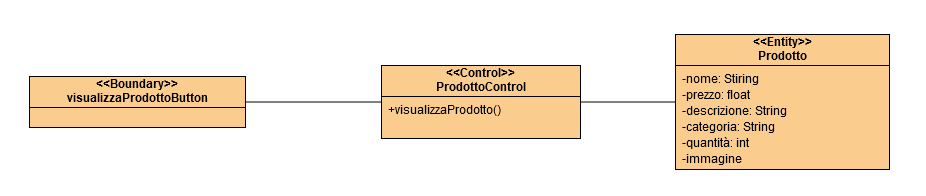 <<Boundary>>
visualizzaProdottoButton
<<Control>>
ProdottoControl
+visualizzaProdotto()
<<Entity>>
Prodotto
-nome: Stiring
-prezzo: float
-descrizione: String
-categoria: String
-quantità: int
-immagine